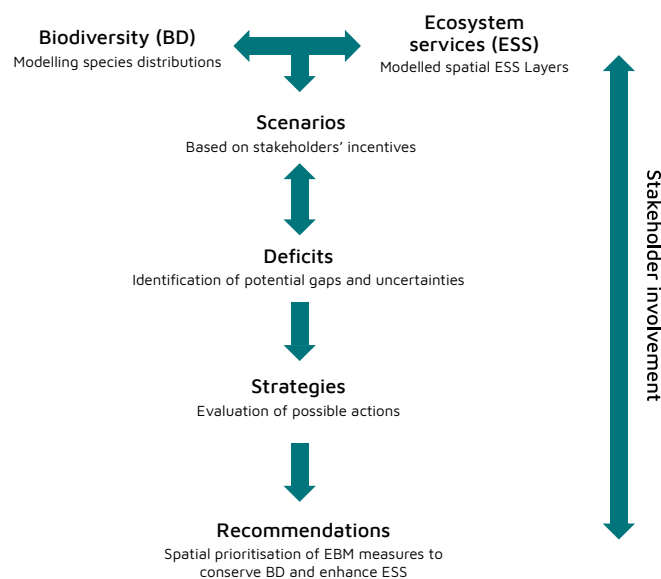 Biodiversity (BD)
Modelling species distributions
Ecosystem
services (ESS)
Modelled spatial ESS Layers
Scenarios
Based on stakeholders’ incentives
Deficits
Identification of potential gaps and uncertainties
Strategies
Evaluation of possible actions
Recommendations
Spatial prioritisation of EBM measures to
conserve BD and enhance ESS
Stakeholder involvement